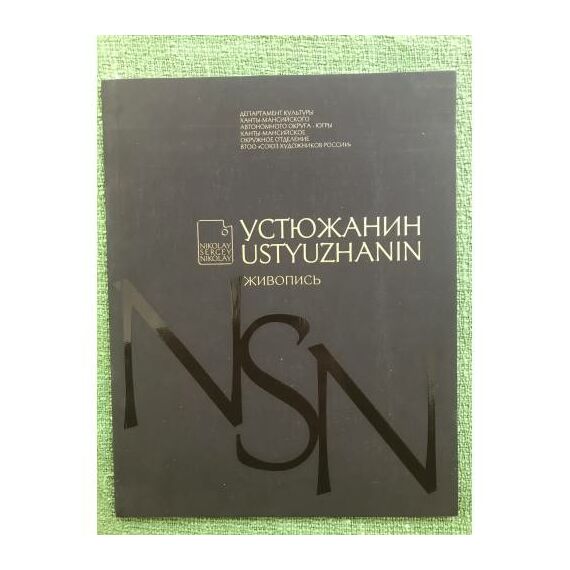 ДЕПАРТАМЕНТ КУЛЬТУРЫ
ХАНТЫ-МАНСИЙСКОГО
АВТОНОМНОГО ОКРУГА - ЮГРЫ
ХАНТЫ-МАНСИЙСКОЕ
ОКРУЖНОЕ ОТДЕЛЕНИЕ
ВТОО «СОЮЗ ХУДОЖНИКОВ РОССИИ»
NIKOLAY
SERGEY
NIKOLAY
УСТЮЖАНИН
USTYUZHANIN
ЖИВОПИСЬ
NSN